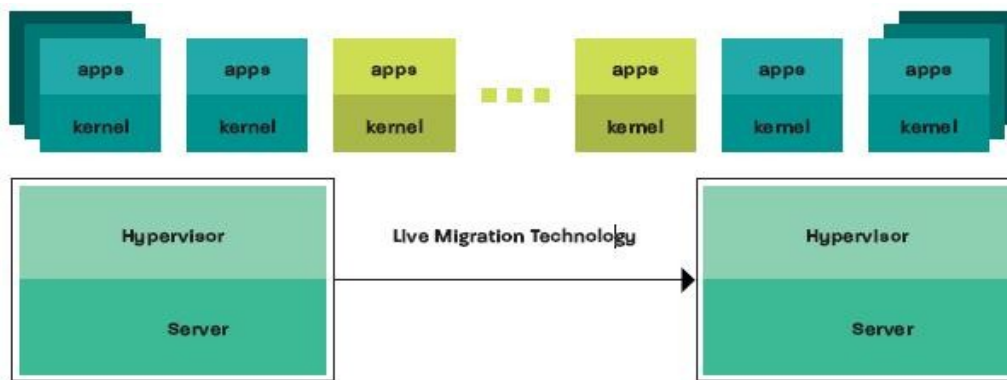 apps apps apps apps apps apps
kernel kernel kernel kernel kernel kernel
Hypervisor Live Migration Technology Hypervisor
Server Server